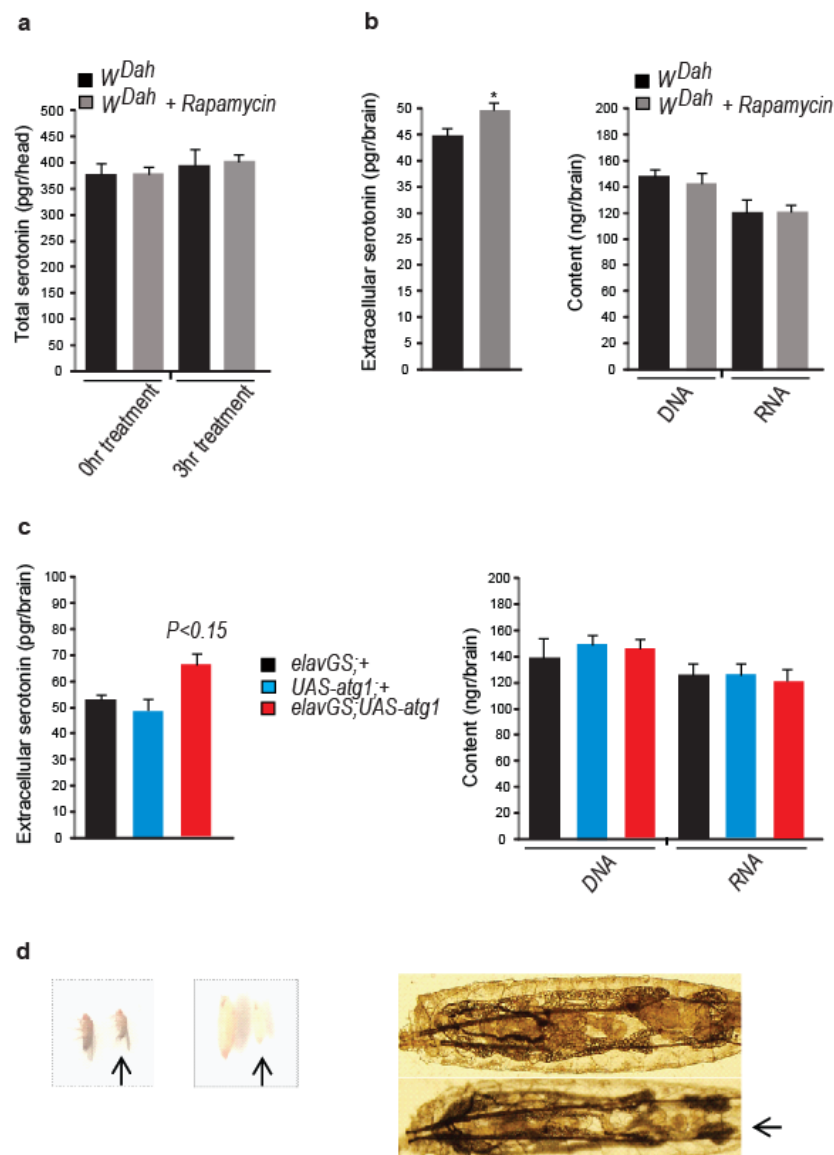 a
W^Dah
W^Dah + Rapamycin
Total serotonin (pgr/head)
500
450
400
350
300
250
200
150
100
50
0
0hr treatment
3hr treatment
b
Extracellular serotonin (pgr/brain)
50
45
40
35
30
25
20
15
10
5
0
*
W^Dah
W^Dah + Rapamycin
Content (ngr/brain)
200
180
160
140
120
100
80
60
40
20
0
DNA
RNA
c
Extracellular serotonin (pgr/brain)
100
90
80
70
60
50
40
30
20
10
0
P<0.15
elavGS;+
UAS-atg1;+
elavGS;UAS-atg1
Content (ngr/brain)
200
180
160
140
120
100
80
60
40
20
0
DNA
RNA
d